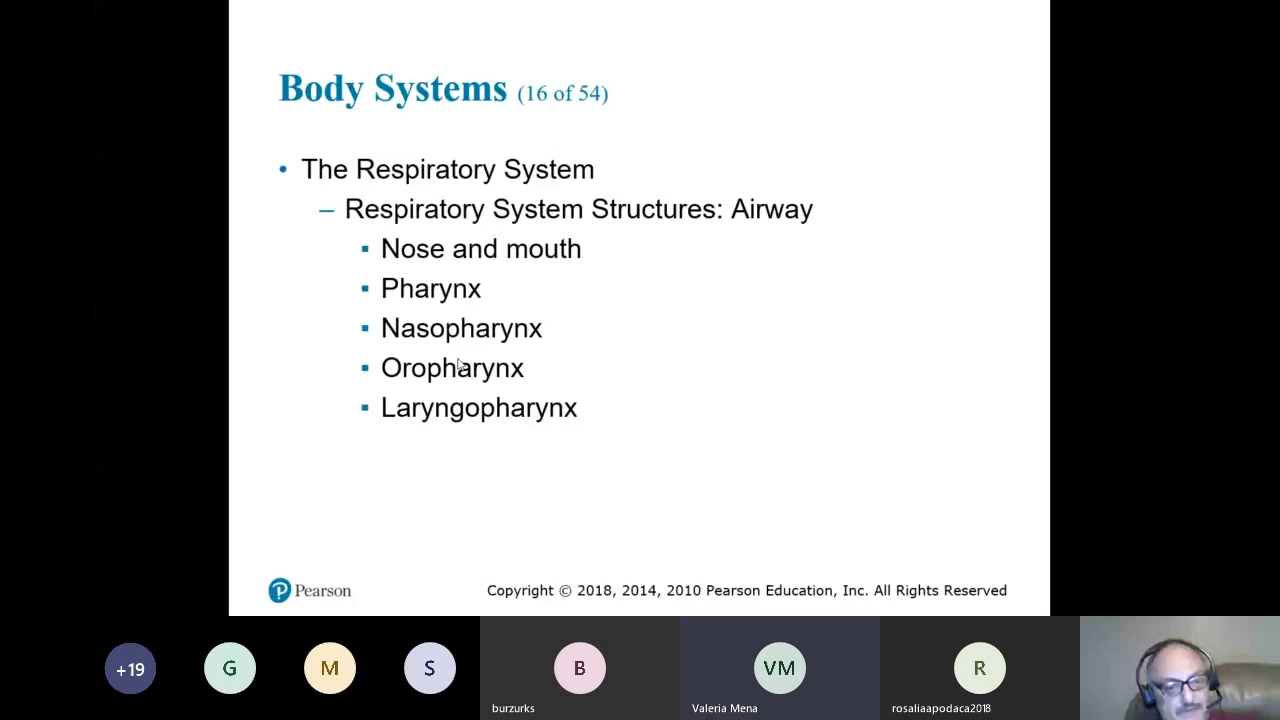 Body Systems (16 of 54)
• The Respiratory System
– Respiratory System Structures: Airway
▪ Nose and mouth
▪ Pharynx
▪ Nasopharynx
▪ Oropharynx
▪ Laryngopharynx
P Pearson
Copyright © 2018, 2014, 2010 Pearson Education, Inc. All Rights Reserved
+19
G
M
S
B
VM
R
burzurks
Valeria Mena
rosaliaapodaca2018